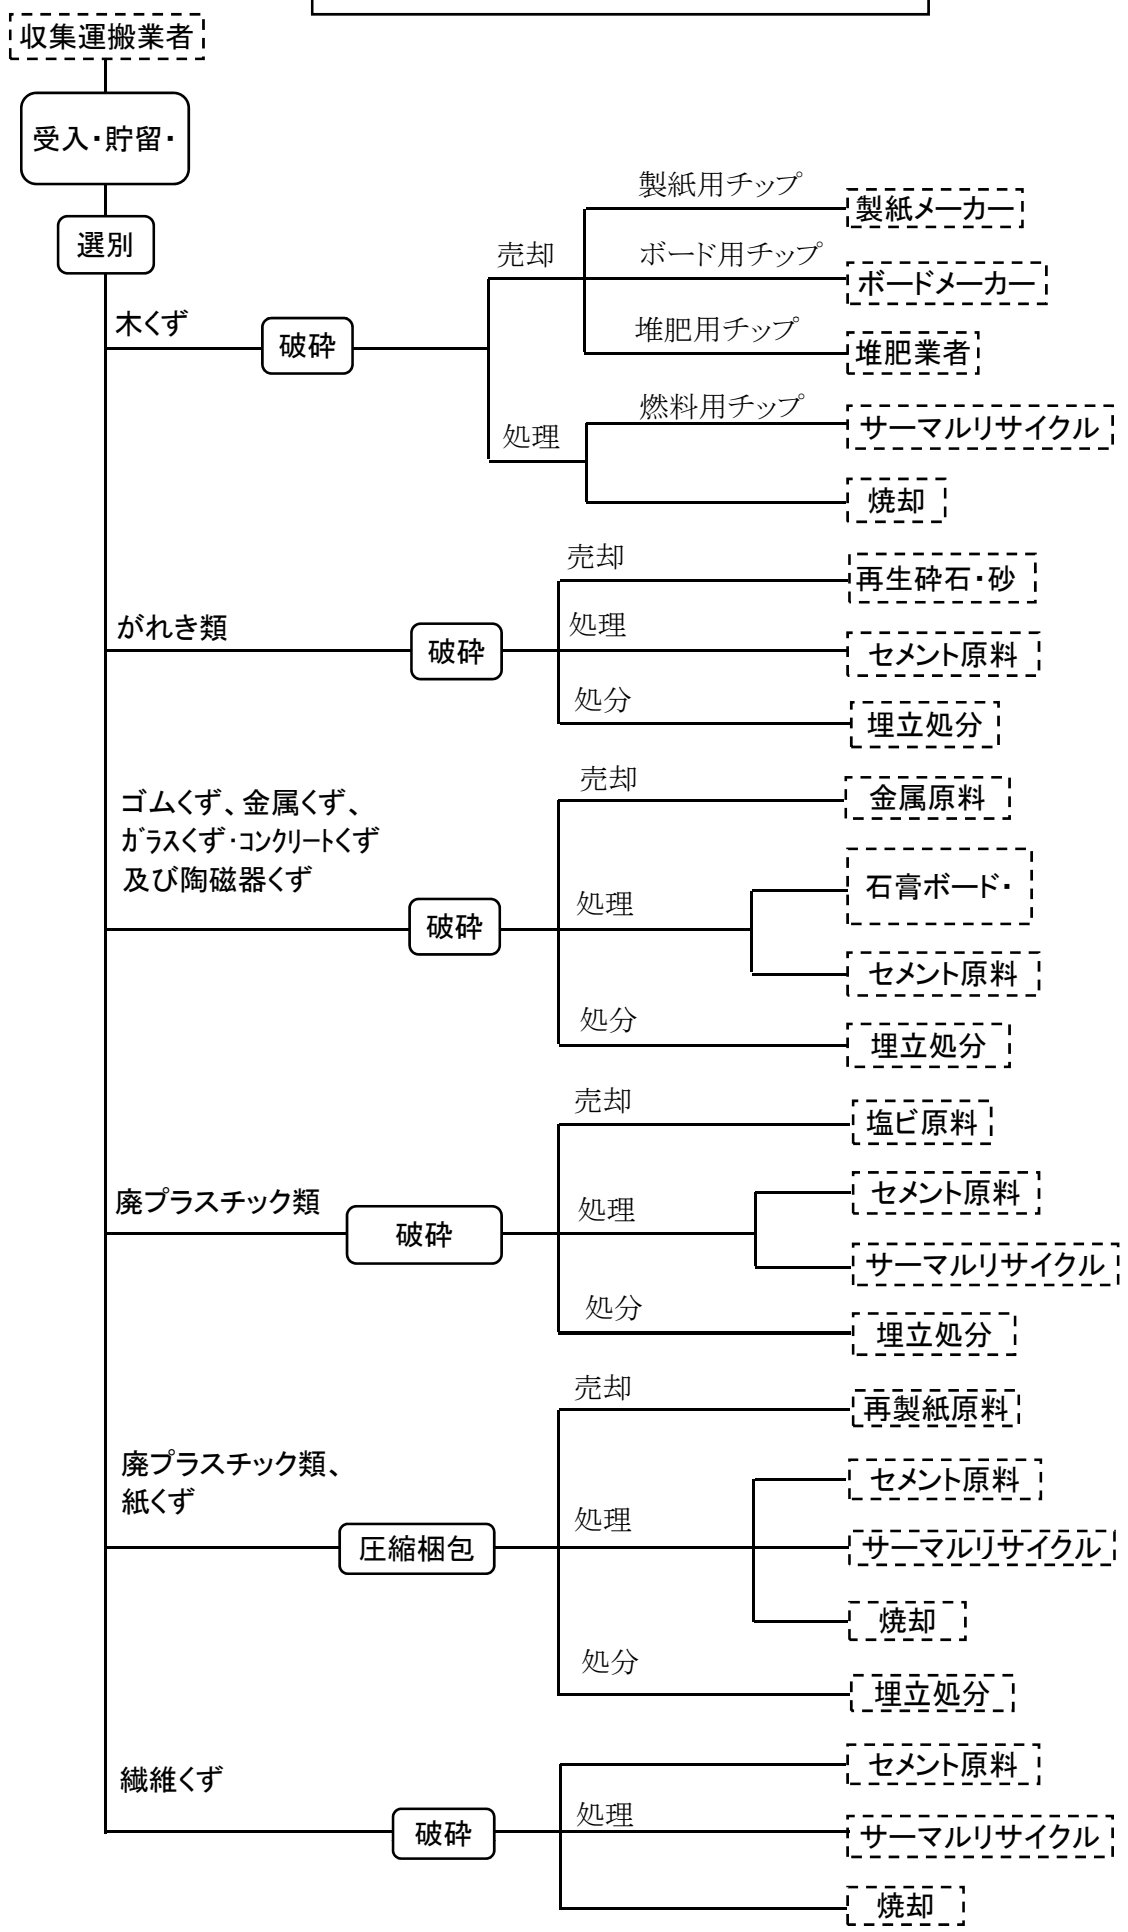 収集運搬業者
受入・貯留・
選別
木くず
破砕
売却
製紙用チップ
製紙メーカー
ボード用チップ
ボードメーカー
堆肥用チップ
堆肥業者
処理
燃料用チップ
サーマルリサイクル
焼却
がれき類
破砕
売却
再生砕石・砂
処理
セメント原料
処分
埋立処分
ゴムくず、金属くず、
ガラスくず・コンクリートくず
及び陶磁器くず
破砕
売却
金属原料
処理
石膏ボード・
セメント原料
処分
埋立処分
廃プラスチック類
破砕
売却
塩ビ原料
処理
セメント原料
サーマルリサイクル
処分
埋立処分
廃プラスチック類、
紙くず
圧縮梱包
売却
再製紙原料
処理
セメント原料
サーマルリサイクル
焼却
処分
埋立処分
繊維くず
破砕
処理
セメント原料
サーマルリサイクル
焼却